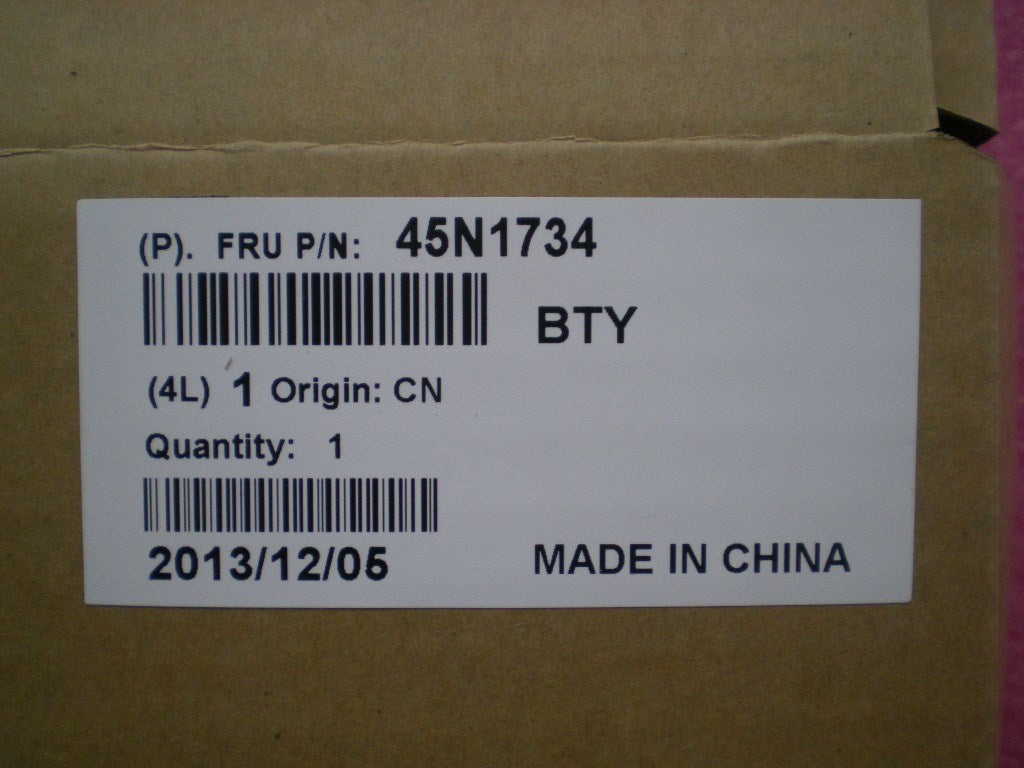 (P). FRU P/N: 45N1734
BTY
(4L) 1 Origin: CN
Quantity: 1
2013/12/05
MADE IN CHINA